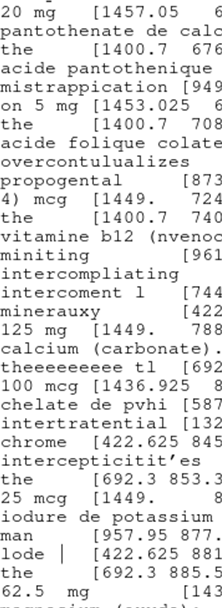 20 mg [1457.05 6
pantothenate de calc
the [1400.7 676
acide pantothenique
mistrappication [949
on 5 mg [1453.025 6
the [1400.7 708
acide folique colate
overcontulualizes
propogental [873
4) mcg [1449. 724
the [1400.7 740
vitamine b12 (nvenoc
miniting [961
intercompliating
intercoment l [744
minerauxy [422
125 mg [1449. 788
calcium (carbonate).
theeeeeeeee tl [692
100 mcg [1436.925 8
chelate de pvhi [587
intertratential [132
chrome [422.625 845
intercepticitit’es
the [692.3 853.3
25 mcg [1449. 8
iodure de potassium
man [957.95 877.
lode | [422.625 881
the [692.3 885.5
62.5 mg [143